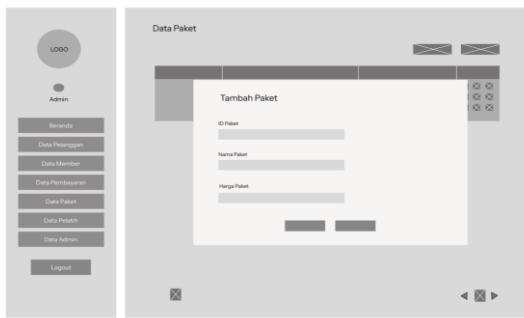 LOGO
Admin
Beranda
Data Pelanggan
Data Member
Data Pembayaran
Data Paket
Data Pelatih
Data Admin
Logout
Data Paket
Tambah Paket
ID Paket
Nama Paket
Harga Paket